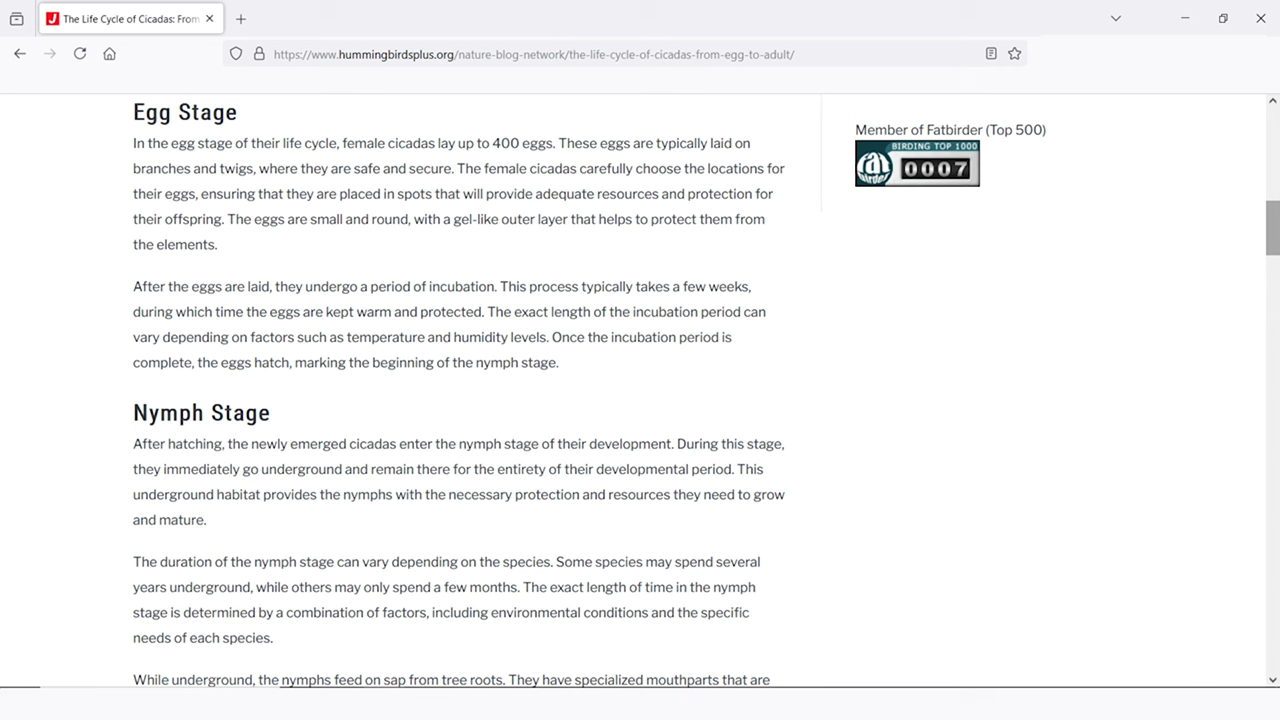 The Life Cycle of Cicadas: From
https://www.hummingbirdsplus.org/nature-blog-network/the-life-cycle-of-cicadas-from-egg-to-adult/
Egg Stage
In the egg stage of their life cycle, female cicadas lay up to 400 eggs. These eggs are typically laid on
branches and twigs, where they are safe and secure. The female cicadas carefully choose the locations for
their eggs, ensuring that they are placed in spots that will provide adequate resources and protection for
their offspring. The eggs are small and round, with a gel-like outer layer that helps to protect them from
the elements.
After the eggs are laid, they undergo a period of incubation. This process typically takes a few weeks,
during which time the eggs are kept warm and protected. The exact length of the incubation period can
vary depending on factors such as temperature and humidity levels. Once the incubation period is
complete, the eggs hatch, marking the beginning of the nymph stage.
Nymph Stage
After hatching, the newly emerged cicadas enter the nymph stage of their development. During this stage,
they immediately go underground and remain there for the entirety of their developmental period. This
underground habitat provides the nymphs with the necessary protection and resources they need to grow
and mature.
The duration of the nymph stage can vary depending on the species. Some species may spend several
years underground, while others may only spend a few months. The exact length of time in the nymph
stage is determined by a combination of factors, including environmental conditions and the specific
needs of each species.
While underground, the nymphs feed on sap from tree roots. They have specialized mouthparts that are
Member of Fatbirder (Top 500)
BIRDING TOP 1000
fat birder
0007